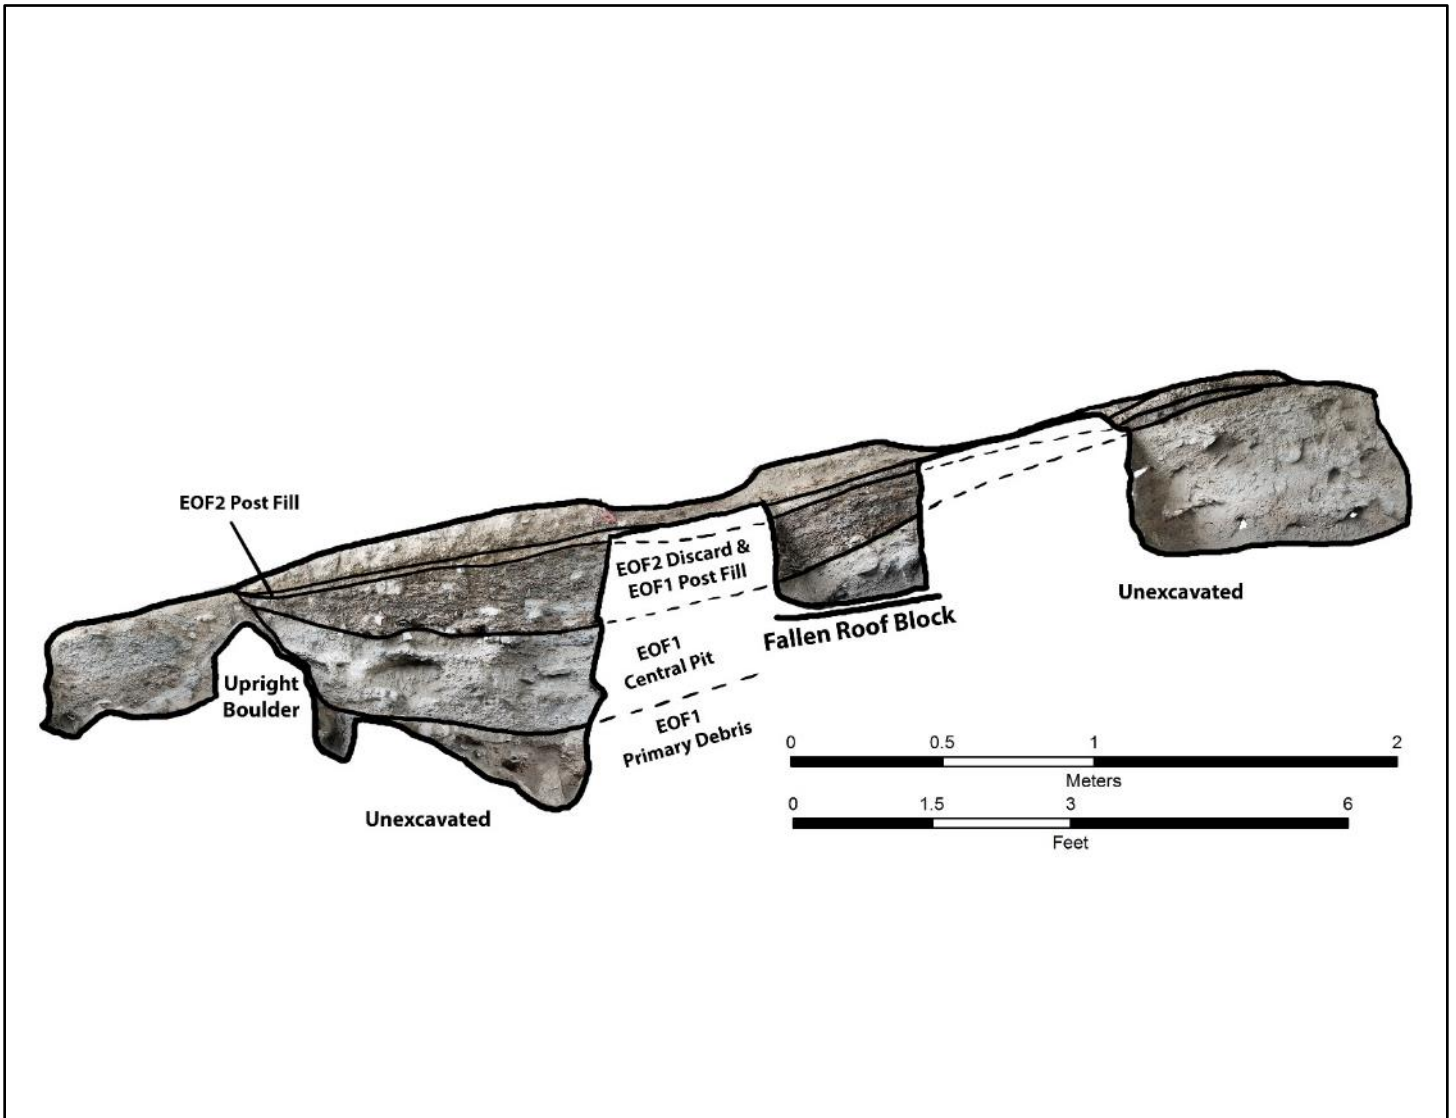 EOF2 Post Fill
EOF2 Discard &
EOF1 Post Fill
Unexcavated
Fallen Roof Block
EOF1
Central Pit
Upright
Boulder
EOF1
Primary Debris
Unexcavated
0 0.5 1 2
Meters
0 1.5 3 6
Feet